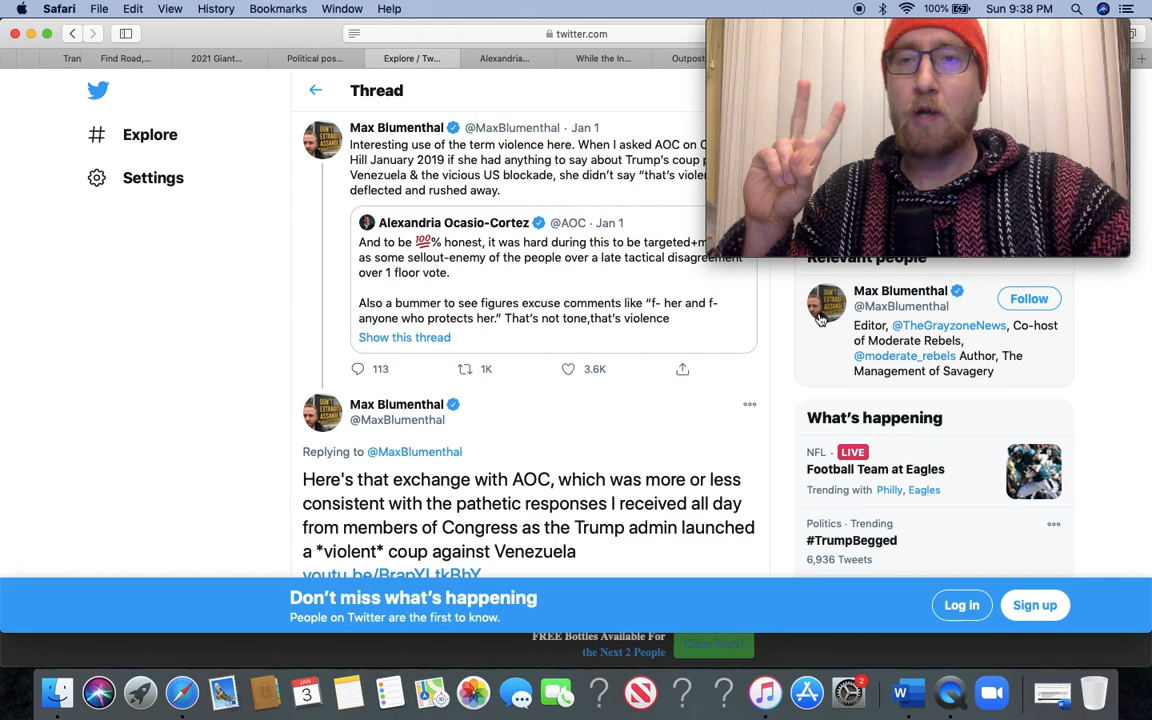 Safari File Edit View History Bookmarks Window Help
100% Sun 9:38 PM
twitter.com
Tran Find Road,... 2021 Giant... Political pos... Explore / Tw... Alexandria... While the In... Outpost
Explore
Settings
Thread
Max Blumenthal @MaxBlumenthal · Jan 1
Interesting use of the term violence here. When I asked AOC on C
Hill January 2019 if she had anything to say about Trump's coup p
Venezuela & the vicious US blockade, she didn't say "that's violen
deflected and rushed away.
Alexandria Ocasio-Cortez @AOC · Jan 1
And to be 💯% honest, it was hard during this to be targeted+m
as some sellout-enemy of the people over a late tactical disagreement
over 1 floor vote.
Also a bummer to see figures excuse comments like "f- her and f-
anyone who protects her." That's not tone,that's violence
Show this thread
113 1K 3.6K
Max Blumenthal
@MaxBlumenthal
Replying to @MaxBlumenthal
Here's that exchange with AOC, which was more or less
consistent with the pathetic responses I received all day
from members of Congress as the Trump admin launched
a *violent* coup against Venezuela
youtu.be/BrapYLtkBhY
Relevant people
Max Blumenthal
@MaxBlumenthal
Follow
Editor, @TheGrayzoneNews, Co-host
of Moderate Rebels,
@moderate_rebels Author, The
Management of Savagery
What's happening
NFL · LIVE
Football Team at Eagles
Trending with Philly, Eagles
Politics · Trending
#TrumpBegged
6,936 Tweets
Don't miss what's happening
People on Twitter are the first to know.
Log in Sign up
FREE Bottles Available For
the Next 2 People
Claim Yours!
JAN
3
2